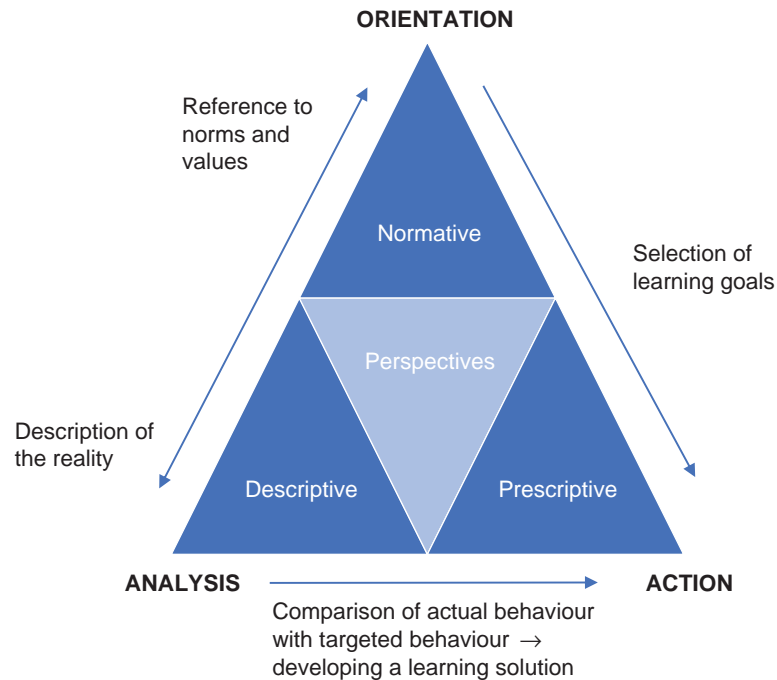 ORIENTATION
Reference to
norms and
values
Normative
Selection of
learning goals
Perspectives
Description of
the reality
Descriptive
Prescriptive
ANALYSIS
ACTION
Comparison of actual behaviour
with targeted behaviour →
developing a learning solution